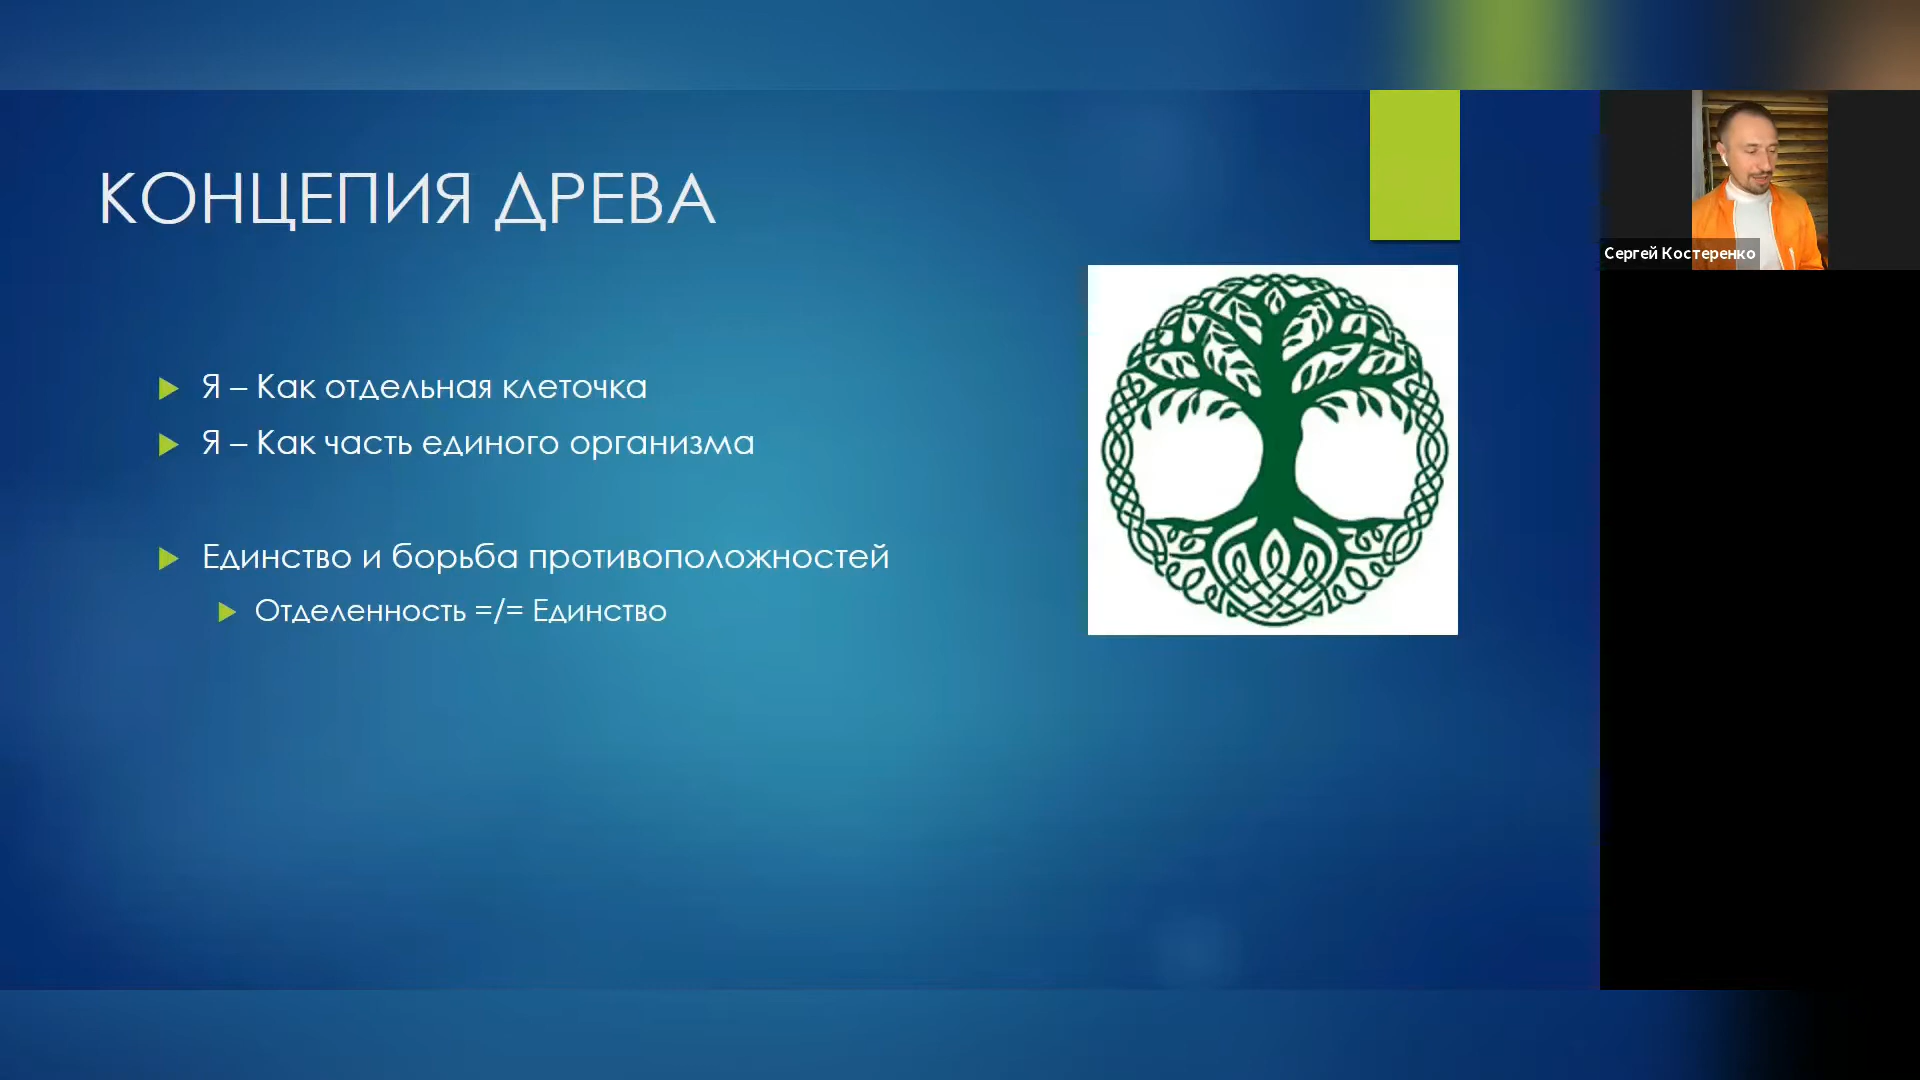 КОНЦЕПИЯ ДРЕВА
Я – Как отдельная клеточка
Я – Как часть единого организма
Единство и борьба противоположностей
Отделенность =/= Единство
Сергей Костеренко